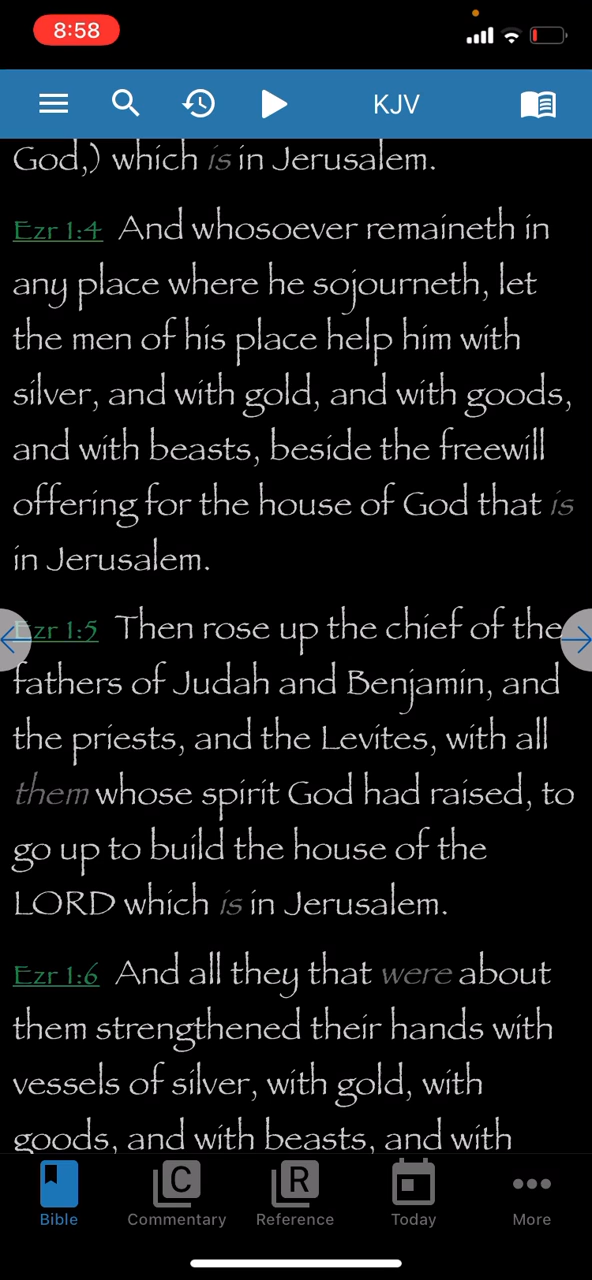 8:58
KJV
God,) which is in Jerusalem.
Ezr 1:4 And whosoever remaineth in
any place where he sojourneth, let
the men of his place help him with
silver, and with gold, and with goods,
and with beasts, beside the freewill
offering for the house of God that is
in Jerusalem.
Ezr 1:5 Then rose up the chief of the
fathers of Judah and Benjamin, and
the priests, and the Levites, with all
them whose spirit God had raised, to
go up to build the house of the
LORD which is in Jerusalem.
Ezr 1:6 And all they that were about
them strengthened their hands with
vessels of silver, with gold, with
goods, and with beasts, and with
C R
Bible Commentary Reference Today More